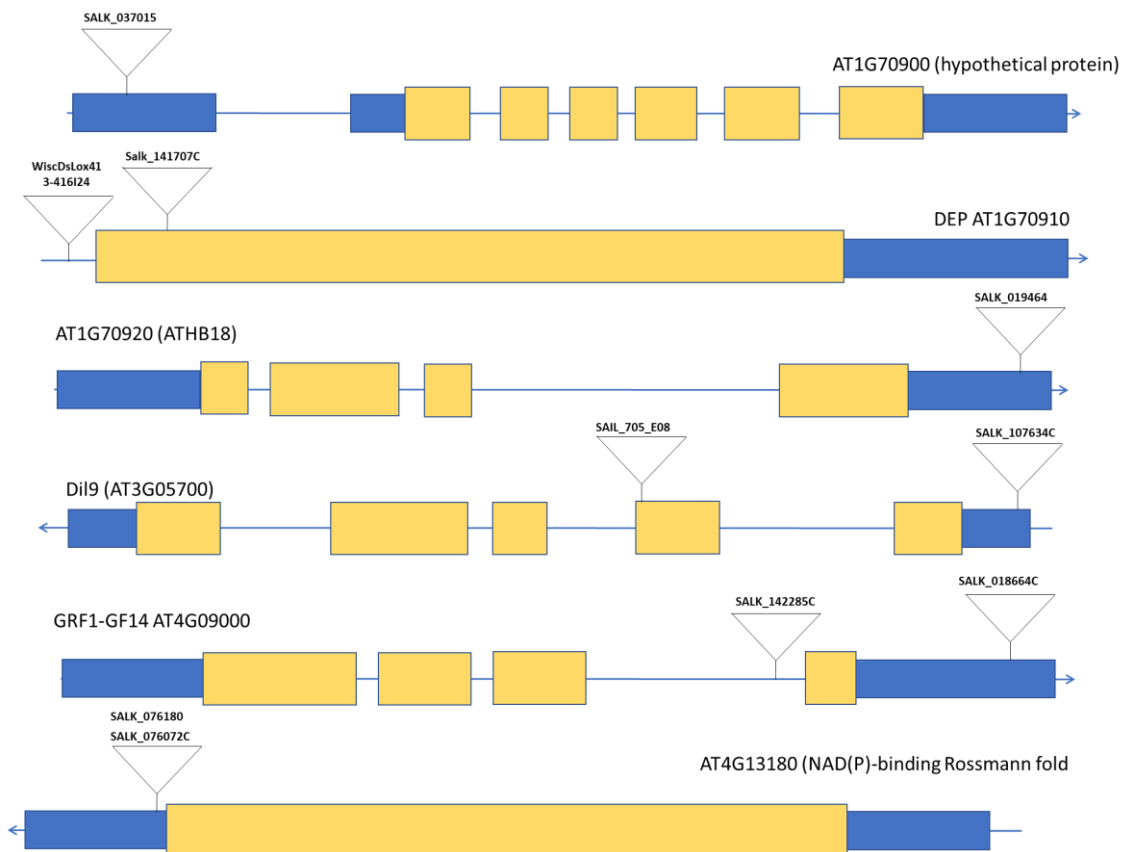 SALK_037015
AT1G70900 (hypothetical protein)
WiscDsLox41
3-416I24
Salk_141707C
DEP AT1G70910
SALK_019464
AT1G70920 (ATHB18)
SAIL_705_E08
SALK_107634C
Dil9 (AT3G05700)
SALK_018664C
SALK_142285C
GRF1-GF14 AT4G09000
SALK_076180
SALK_076072C
AT4G13180 (NAD(P)-binding Rossmann fold